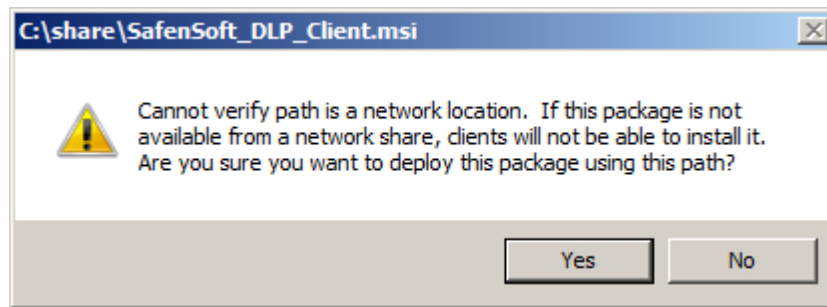 C:\share\SafenSoft_DLP_Client.msi
Cannot verify path is a network location.  If this package is not
available from a network share, clients will not be able to install it.
Are you sure you want to deploy this package using this path?
Yes
No